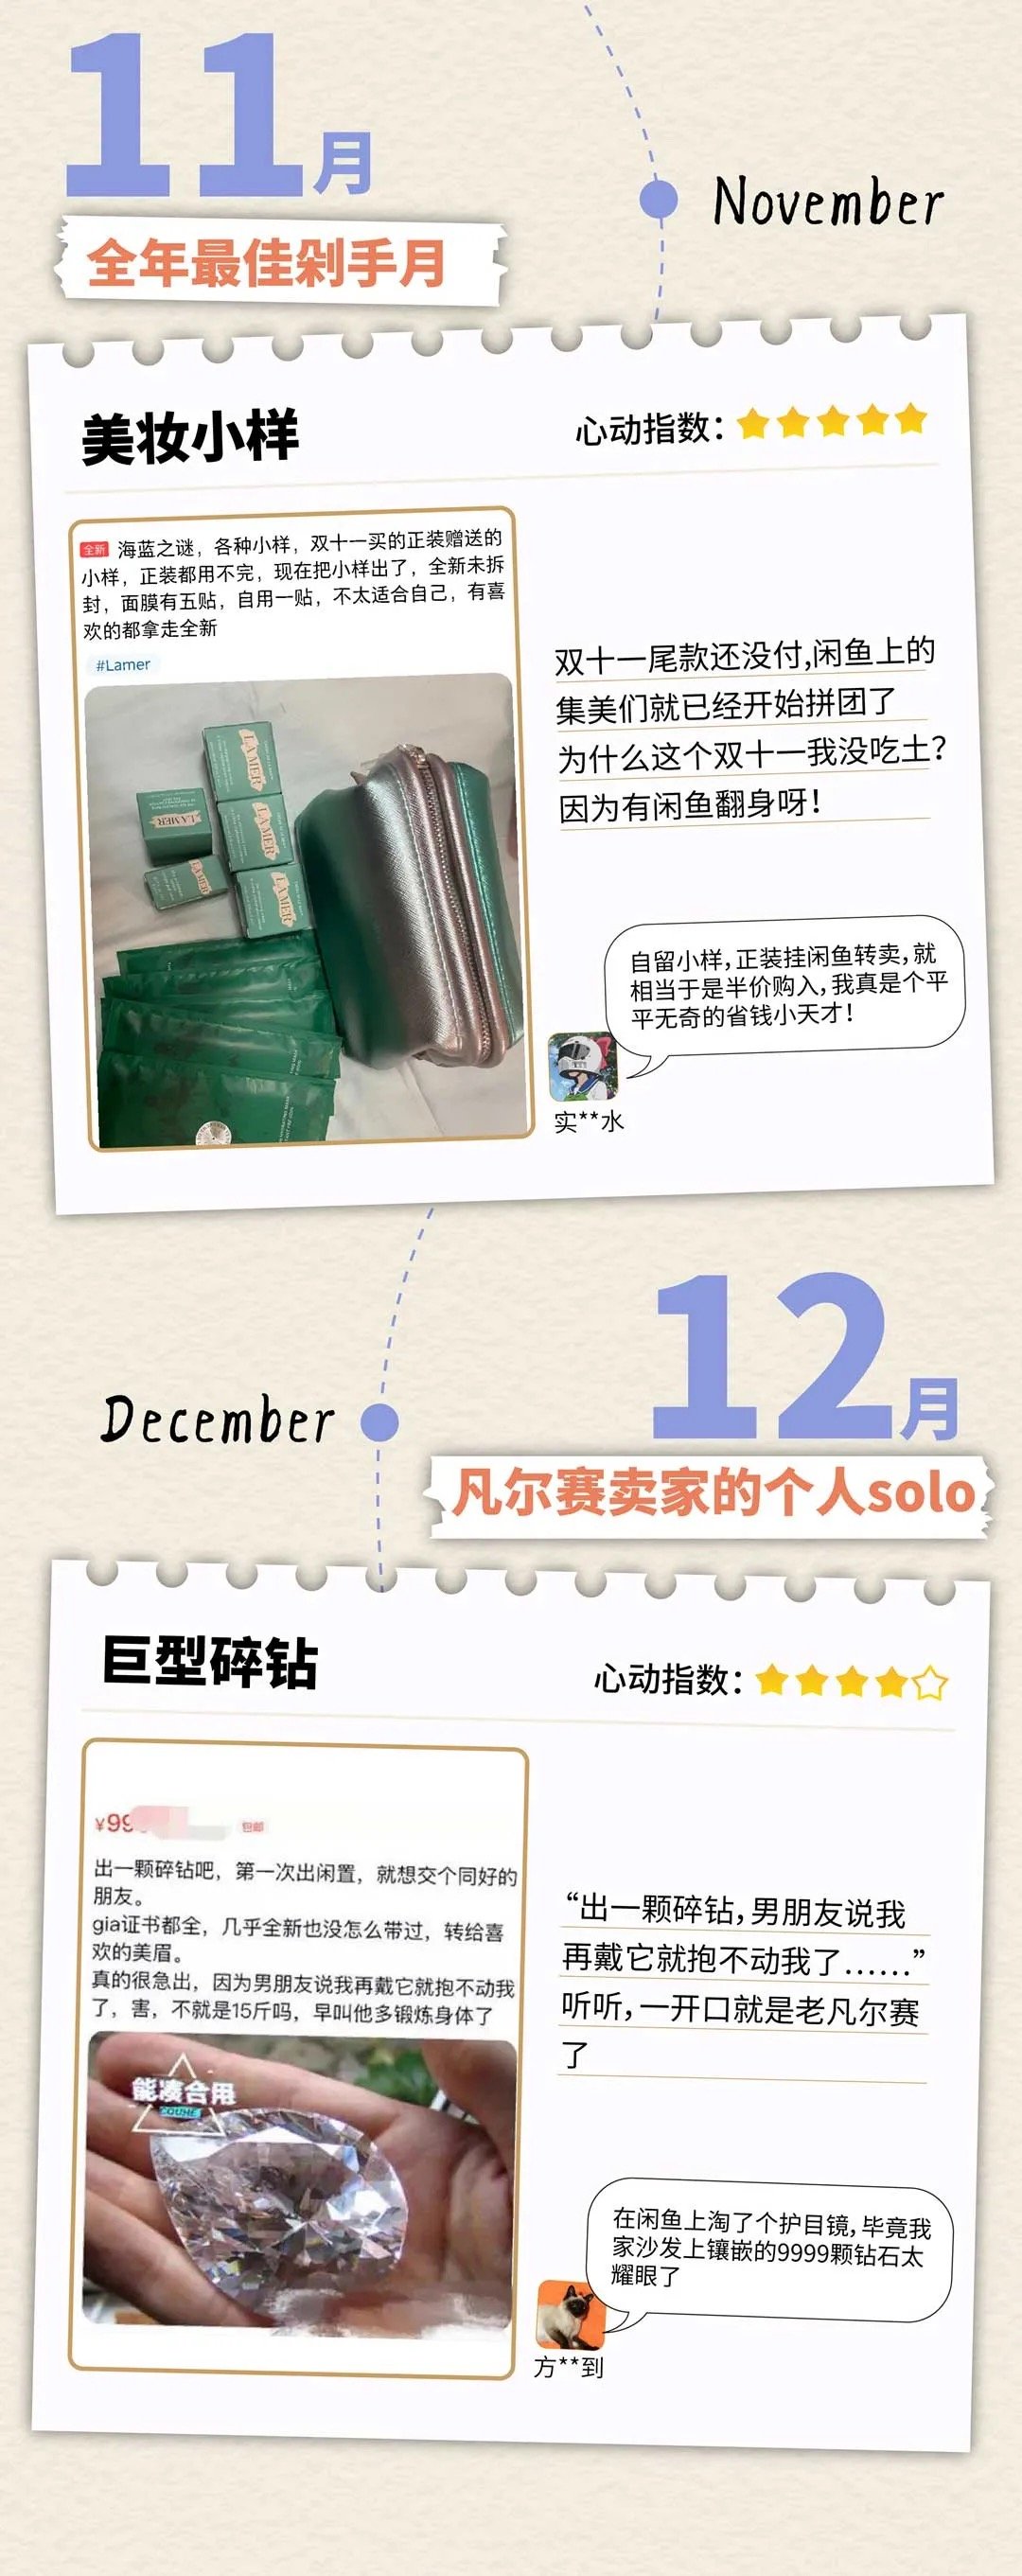 11月
November
全年最佳剁手月
美妆小样
心动指数：
全新 海蓝之谜，各种小样，双十一买的正装赠送的
小样，正装都用不完，现在把小样出了，全新未拆
封，面膜有五贴，自用一贴，不太适合自己，有喜
欢的都拿走全新
#Lamer
LA MER
LA MER
LA MER
LA MER
LA MER
双十一尾款还没付,闲鱼上的
集美们就已经开始拼团了
为什么这个双十一我没吃土？
因为有闲鱼翻身呀！
自留小样，正装挂闲鱼转卖，就
相当于是半价购入，我真是个平
平无奇的省钱小天才！
实**水
12月
December
凡尔赛卖家的个人solo
巨型碎钻
心动指数：
¥99
包邮
出一颗碎钻吧，第一次出闲置，就想交个同好的
朋友。
gia证书都全，几乎全新也没怎么带过，转给喜
欢的美眉。
真的很急出，因为男朋友说我再戴它就抱不动我
了，害，不就是15斤吗，早叫他多锻炼身体了
能凑合用
COUHE
“出一颗碎钻，男朋友说我
再戴它就抱不动我了……”
听听，一开口就是老凡尔赛
了
在闲鱼上淘了个护目镜，毕竟我
家沙发上镶嵌的9999颗钻石太
耀眼了
方**到